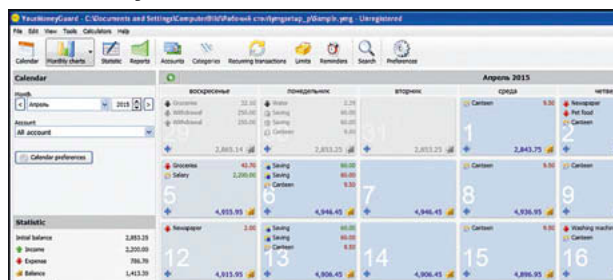 YourMoneyGuard - C:\Documents and Settings\ComputerBild\Рабочий стол\ymgsetup_p\Sample.ymg - Unregistered
File Edit View Tools Calculators Help
Calendar Monthly charts Statistic Reports Accounts Categories Recurring transactions Limits Reminders Search Preferences
Calendar
Апрель 2015
Month
воскресенье понедельник вторник среда четве
Апрель 2015
Groceries 32.10 Water 2.29 Canteen 9.50 Newspaper
Withdrawal 250.00 Saving 60.00 Pet food
Account
Withdrawal 250.00 Saving 60.00 Canteen
All account
Canteen
29 31 1 2
2,853.25 2,853.25 2,843.75
Calendar preferences
Groceries 42.70 Saving 60.00 Canteen 9.50 Canteen
Salary 2,200.00 Saving 60.00
Canteen 9.50
5 6 7 8 9
4,955.95 4,946.45 4,946.45 4,936.95
Statistic
Newspaper 2.00 Saving 60.00 Canteen 9.50 Washing machin
Initial balance 2,853.25
Saving 60.00 Canteen
Income 2,200.00
Canteen 9.50
Expense 786.70
12 13 14 15 16
Balance 1,413.30
4,915.95 4,906.45 4,906.45 4,896.95